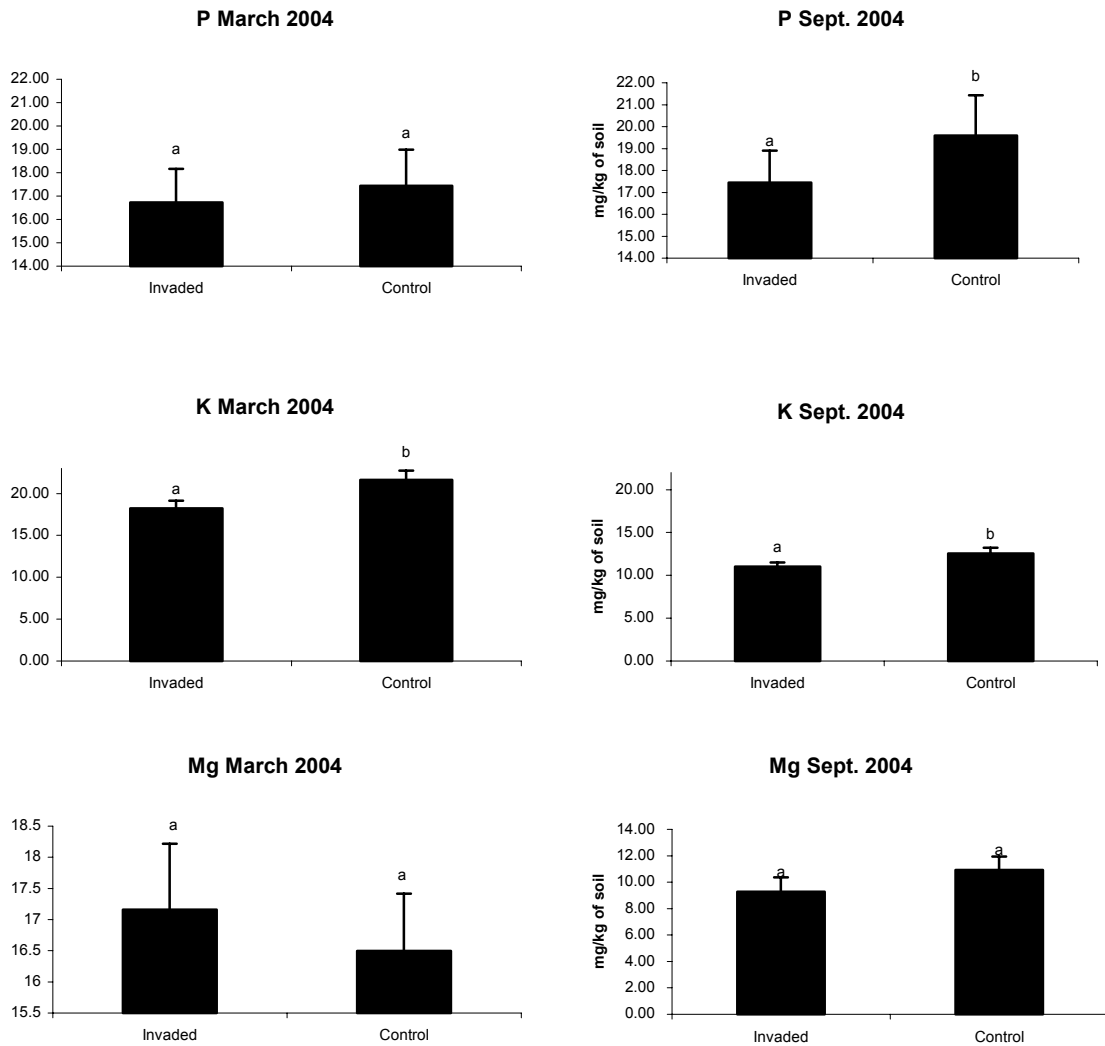 P March 2004
22.00
21.00
20.00
19.00
18.00
17.00
16.00
15.00
14.00
a
a
Invaded
Control
P Sept. 2004
mg/kg of soil
22.00
21.00
20.00
19.00
18.00
17.00
16.00
15.00
14.00
a
b
Invaded
Control
K March 2004
20.00
15.00
10.00
5.00
0.00
a
b
Invaded
Control
K Sept. 2004
mg/kg of soil
20.00
15.00
10.00
5.00
0.00
a
b
Invaded
Control
Mg March 2004
18.5
18
17.5
17
16.5
16
15.5
a
a
Invaded
Control
Mg Sept. 2004
mg/kg of soil
14.00
12.00
10.00
8.00
6.00
4.00
2.00
0.00
a
a
Invaded
Control